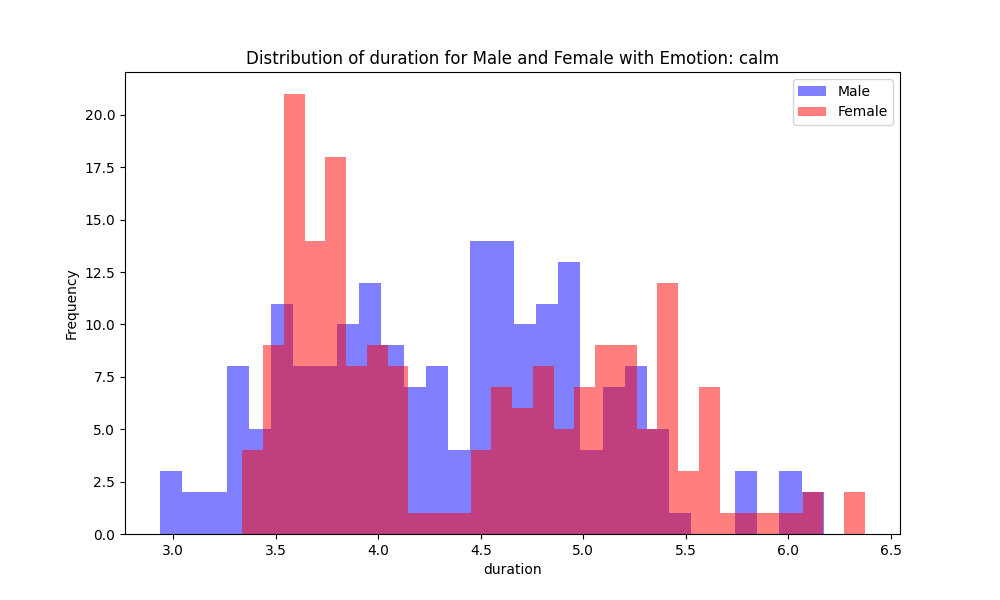 Distribution of duration for Male and Female with Emotion: calm
Male
Female
Frequency
20.0
17.5
15.0
12.5
10.0
7.5
5.0
2.5
0.0
3.0 3.5 4.0 4.5 5.0 5.5 6.0 6.5
duration